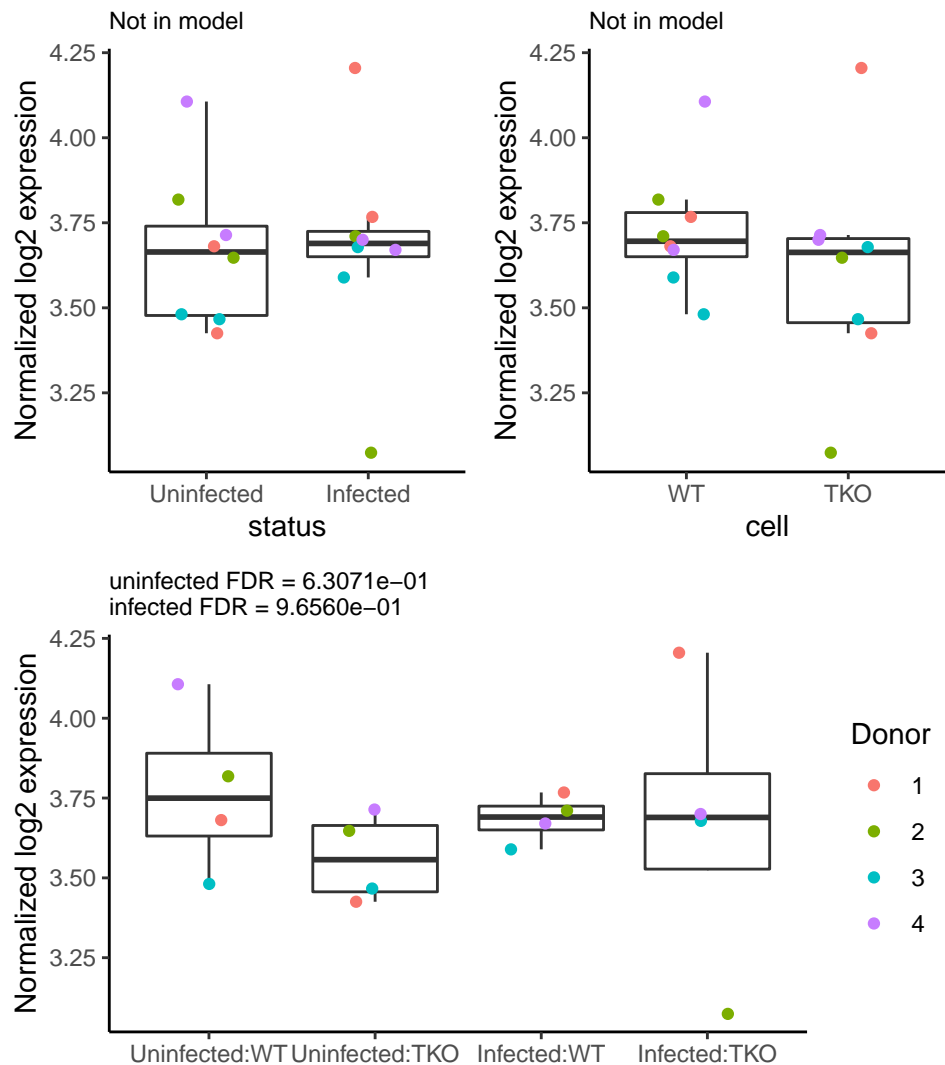 Not in model
Normalized log2 expression
4.25
4.00
3.75
3.50
3.25
Uninfected
Infected
status
Not in model
Normalized log2 expression
4.25
4.00
3.75
3.50
3.25
WT
TKO
cell
uninfected FDR = 6.3071e−01
infected FDR = 9.6560e−01
Normalized log2 expression
4.25
4.00
3.75
3.50
3.25
Uninfected:WT
Uninfected:TKO
Infected:WT
Infected:TKO
Donor
1
2
3
4